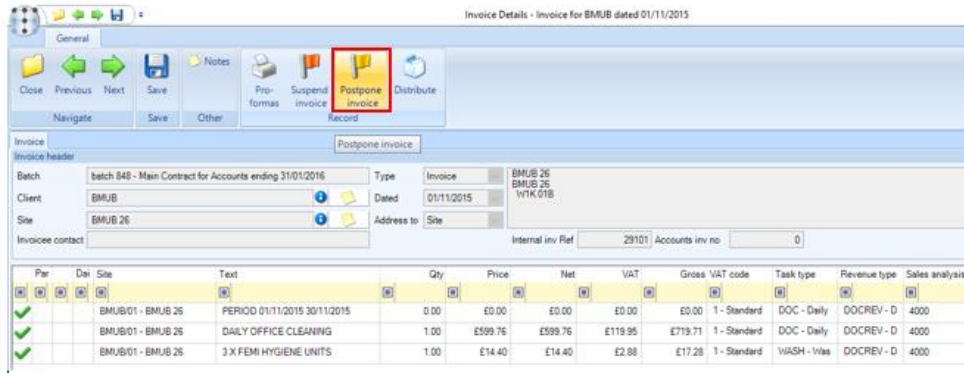 Invoice Details - Invoice for BMUB dated 01/11/2015
General
Close Previous Next Save Notes Pro-formas Suspend invoice Postpone invoice Distribute
Navigate Save Other Record
Invoice Postpone invoice
Invoice header
Batch batch 848 - Main Contract for Accounts ending 31/01/2016 Type Invoice BMUB 26
BMUB 26
Client BMUB Dated 01/11/2015 W1K 01B
Site BMUB 26 Address to Site
Invoicee contact Internal inv Ref 29101 Accounts inv no 0
Par Dai Site Text Qty Price Net VAT Gross VAT code Task type Revenue type Sales analysis
BMUB/01 - BMUB 26 PERIOD 01/11/2015 30/11/2015 0.00 £0.00 £0.00 £0.00 £0.00 1 - Standard DOC - Daily DOCREV - D 4000
BMUB/01 - BMUB 26 DAILY OFFICE CLEANING 1.00 £599.76 £599.76 £119.95 £719.71 1 - Standard DOC - Daily DOCREV - D 4000
BMUB/01 - BMUB 26 3 X FEMI HYGIENE UNITS 1.00 £14.40 £14.40 £2.88 £17.28 1 - Standard WASH - Was DOCREV - D 4000